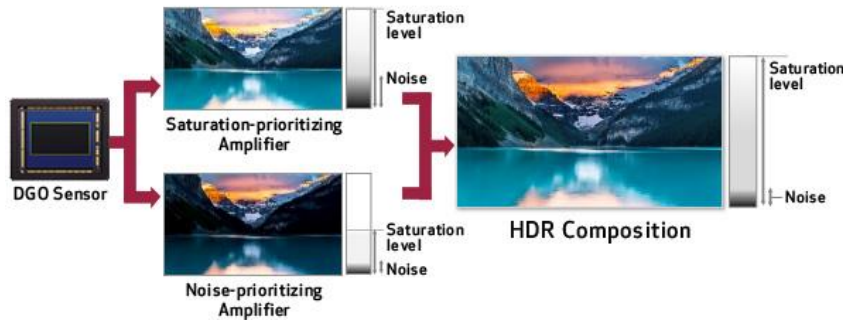 DGO Sensor
Saturation
level
Noise
Saturation-prioritizing
Amplifier
Saturation
level
Noise
Noise-prioritizing
Amplifier
Saturation
level
Noise
HDR Composition